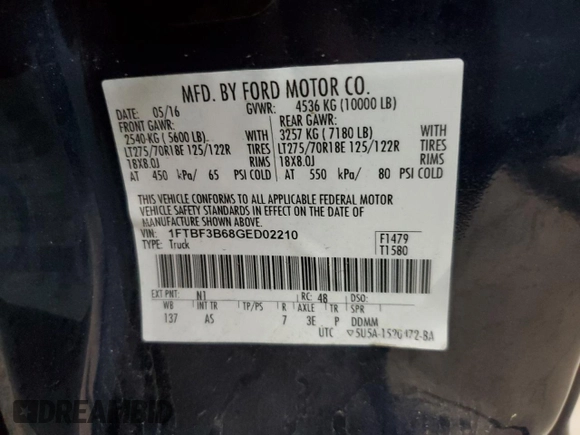 MFD. BY FORD MOTOR CO.
DATE: 05/16 GVWR: 4536 KG (10000 LB)
FRONT GAWR: REAR GAWR:
2540-KG ( 5600 LB). WITH 3257 KG ( 7180 LB) WITH
LT275/70R18E 125/122R TIRES LT275/70R18E 125/122R TIRES
18X8.0J RIMS 18X8.0J RIMS
AT 450 kPa/ 65 PSI COLD AT 550 kPa/ 80 PSI COLD
THIS VEHICLE CONFORMS TO ALL APPLICABLE FEDERAL MOTOR
VEHICLE SAFETY STANDARDS IN EFFECT ON THE DATE OF
MANUFACTURE SHOWN ABOVE.
VIN: 1FTBF3B68GED02210 F1479
TYPE: Truck T1580
EXT PNT: N1 RC: 48 DSO:
WB INT TR TP/PS R AXLE TR SPR
137 AS 7 3E P DDMM
UTC
DREAMBID